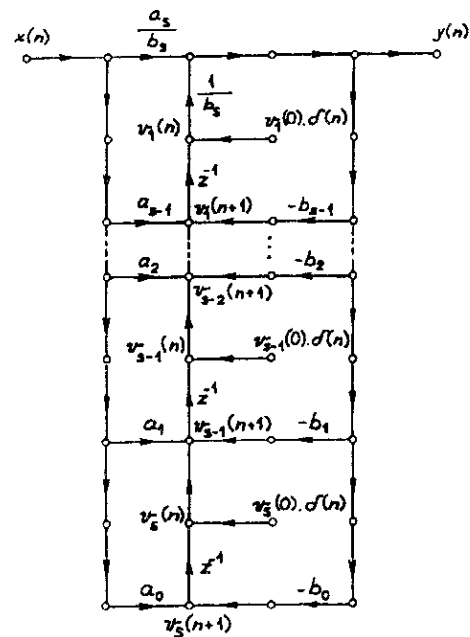 x(n) a_s/b_s y(n)
1/b_s
v_1(n) v_1(0).δ(n)
z^-1
a_{s-1} v_1(n+1) -b_{s-1}
a_2 -b_2
v_{s-2}(n+1)
v_{s-1}(n) v_{s-1}(0).δ(n)
z^-1
a_1 v_{s-1}(n+1) -b_1
v_s(n) v_s(0).δ(n)
z^-1
a_0 -b_0
v_s(n+1)